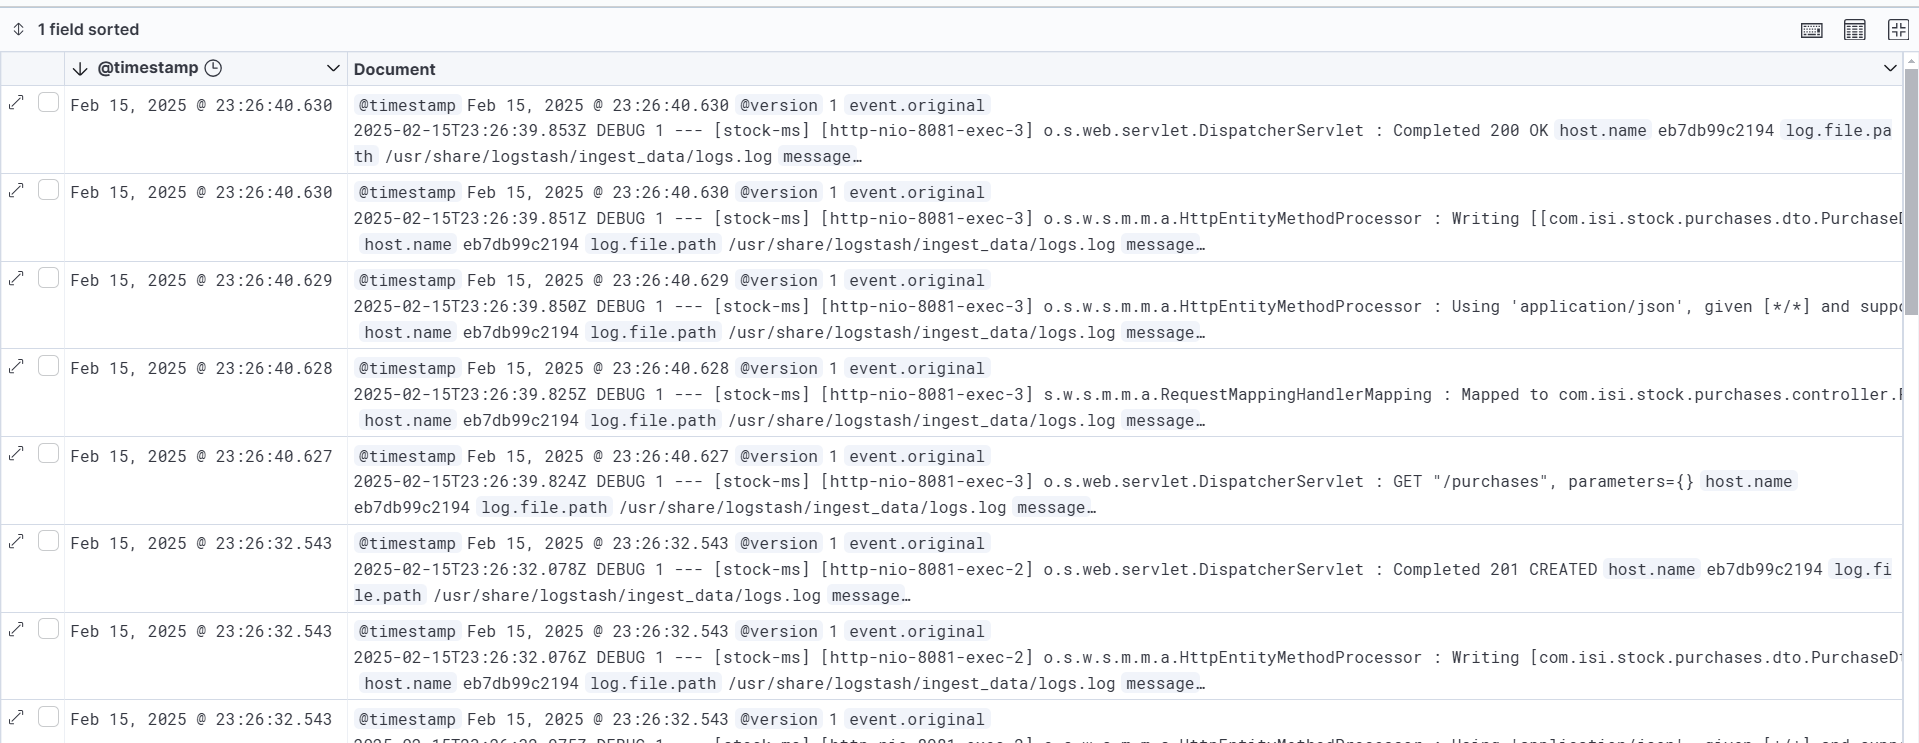 1 field sorted
@timestamp
Document
Feb 15, 2025 @ 23:26:40.630
@timestamp Feb 15, 2025 @ 23:26:40.630 @version 1 event.original
2025-02-15T23:26:39.853Z DEBUG 1 --- [stock-ms] [http-nio-8081-exec-3] o.s.web.servlet.DispatcherServlet : Completed 200 OK host.name eb7db99c2194 log.file.pa
th /usr/share/logstash/ingest_data/logs.log message…
Feb 15, 2025 @ 23:26:40.630
@timestamp Feb 15, 2025 @ 23:26:40.630 @version 1 event.original
2025-02-15T23:26:39.851Z DEBUG 1 --- [stock-ms] [http-nio-8081-exec-3] o.s.w.s.m.m.a.HttpEntityMethodProcessor : Writing [[com.isi.stock.purchases.dto.Purchase
host.name eb7db99c2194 log.file.path /usr/share/logstash/ingest_data/logs.log message…
Feb 15, 2025 @ 23:26:40.629
@timestamp Feb 15, 2025 @ 23:26:40.629 @version 1 event.original
2025-02-15T23:26:39.850Z DEBUG 1 --- [stock-ms] [http-nio-8081-exec-3] o.s.w.s.m.m.a.HttpEntityMethodProcessor : Using 'application/json', given [*/*] and supp
host.name eb7db99c2194 log.file.path /usr/share/logstash/ingest_data/logs.log message…
Feb 15, 2025 @ 23:26:40.628
@timestamp Feb 15, 2025 @ 23:26:40.628 @version 1 event.original
2025-02-15T23:26:39.825Z DEBUG 1 --- [stock-ms] [http-nio-8081-exec-3] s.w.s.m.m.a.RequestMappingHandlerMapping : Mapped to com.isi.stock.purchases.controller.
host.name eb7db99c2194 log.file.path /usr/share/logstash/ingest_data/logs.log message…
Feb 15, 2025 @ 23:26:40.627
@timestamp Feb 15, 2025 @ 23:26:40.627 @version 1 event.original
2025-02-15T23:26:39.824Z DEBUG 1 --- [stock-ms] [http-nio-8081-exec-3] o.s.web.servlet.DispatcherServlet : GET "/purchases", parameters={} host.name
eb7db99c2194 log.file.path /usr/share/logstash/ingest_data/logs.log message…
Feb 15, 2025 @ 23:26:32.543
@timestamp Feb 15, 2025 @ 23:26:32.543 @version 1 event.original
2025-02-15T23:26:32.078Z DEBUG 1 --- [stock-ms] [http-nio-8081-exec-2] o.s.web.servlet.DispatcherServlet : Completed 201 CREATED host.name eb7db99c2194 log.fi
le.path /usr/share/logstash/ingest_data/logs.log message…
Feb 15, 2025 @ 23:26:32.543
@timestamp Feb 15, 2025 @ 23:26:32.543 @version 1 event.original
2025-02-15T23:26:32.076Z DEBUG 1 --- [stock-ms] [http-nio-8081-exec-2] o.s.w.s.m.m.a.HttpEntityMethodProcessor : Writing [com.isi.stock.purchases.dto.PurchaseD
host.name eb7db99c2194 log.file.path /usr/share/logstash/ingest_data/logs.log message…
Feb 15, 2025 @ 23:26:32.543
@timestamp Feb 15, 2025 @ 23:26:32.543 @version 1 event.original